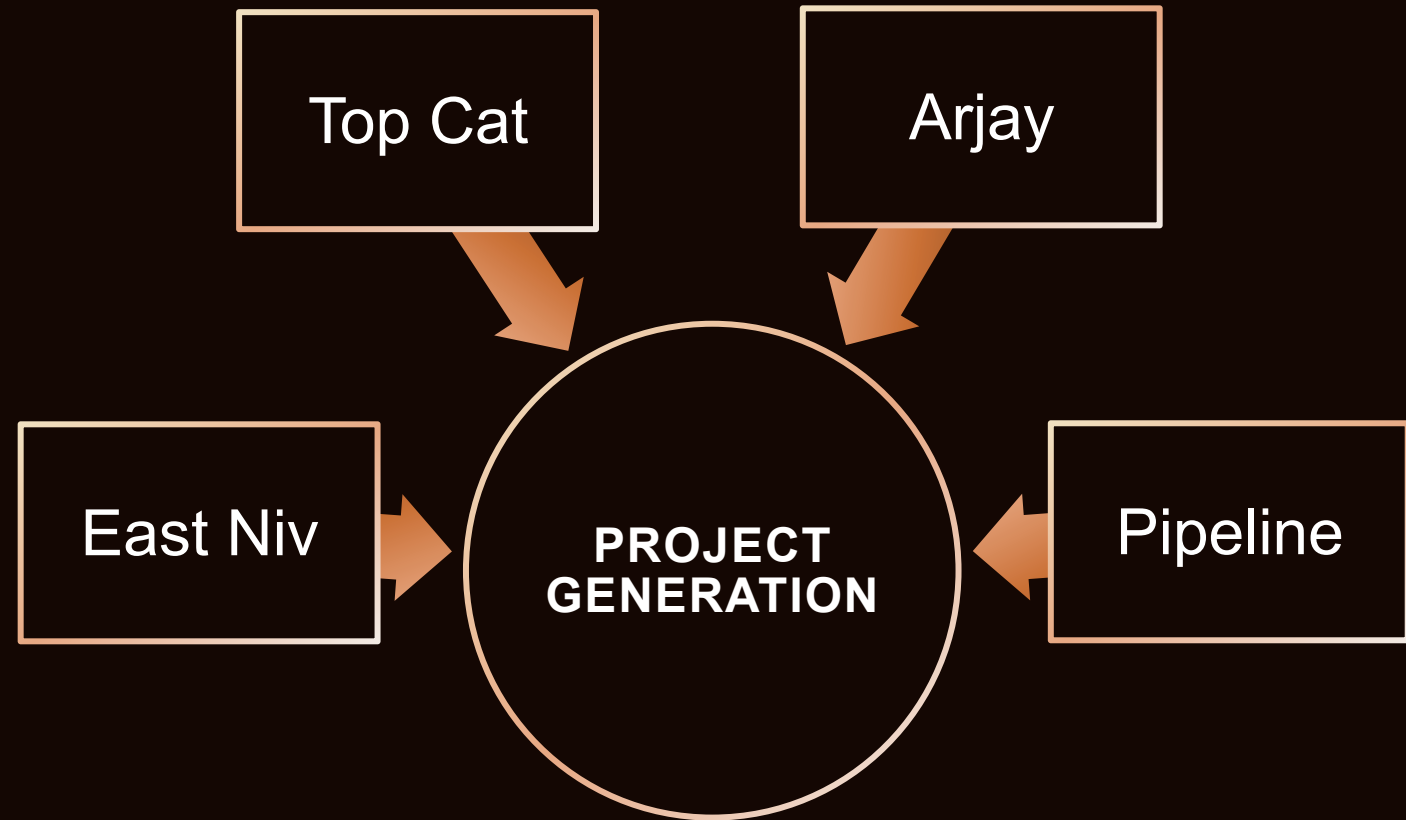 Top Cat
Arjay
East Niv
PROJECT
GENERATION
Pipeline